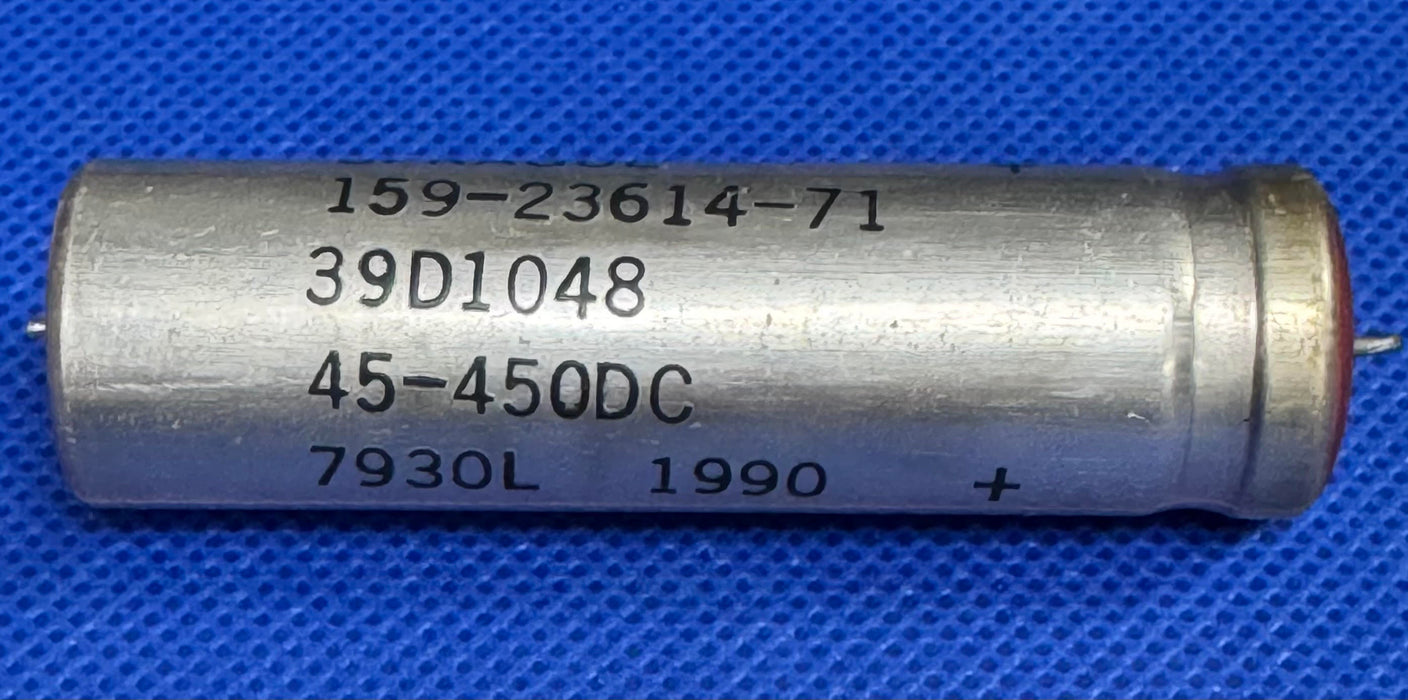 159-23614-71
39D1048
45-450DC
7930L 1990 +